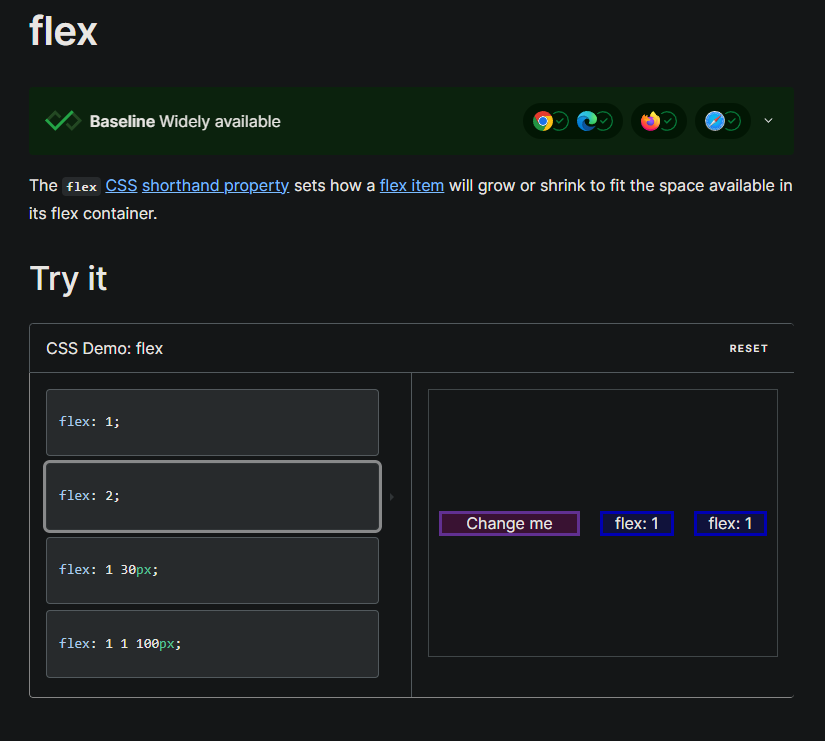 flex
Baseline Widely available
The flex CSS shorthand property sets how a flex item will grow or shrink to fit the space available in
its flex container.
Try it
CSS Demo: flex
RESET
flex: 1;
flex: 2;
flex: 1 30px;
flex: 1 1 100px;
Change me
flex: 1
flex: 1